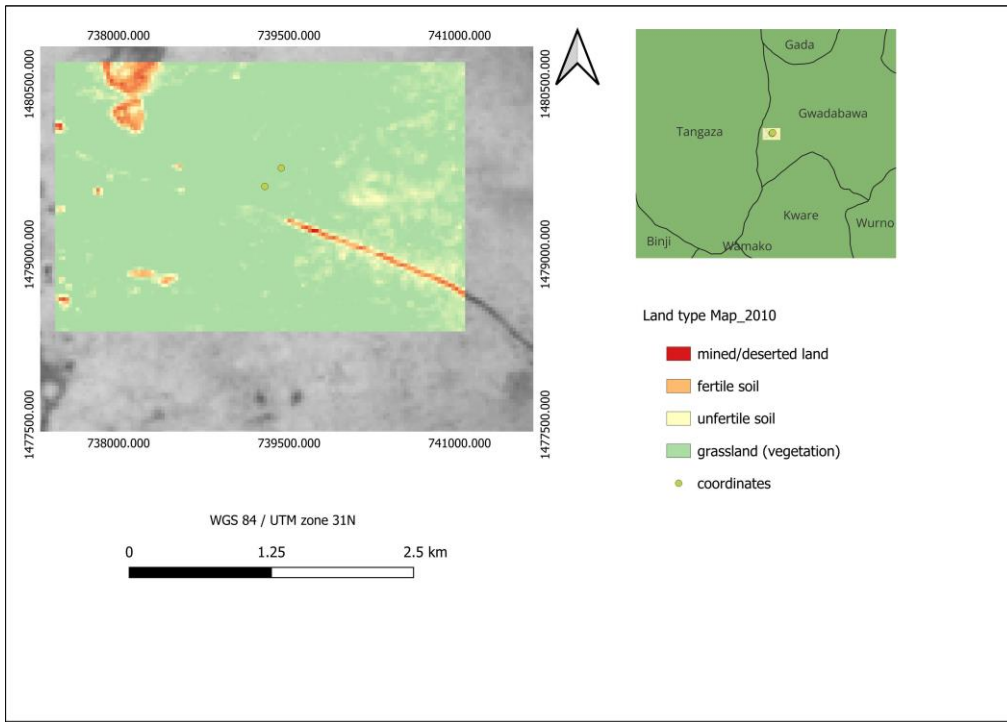 738000.000 739500.000 741000.000
1480500.000
1479000.000
1477500.000
1480500.000
1479000.000
1477500.000
738000.000 739500.000 741000.000
Gada
Tangaza
Gwadabawa
Kware
Wurno
Binji
Wamako
Land type Map_2010
mined/deserted land
fertile soil
unfertile soil
grassland (vegetation)
coordinates
WGS 84 / UTM zone 31N
0 1.25 2.5 km